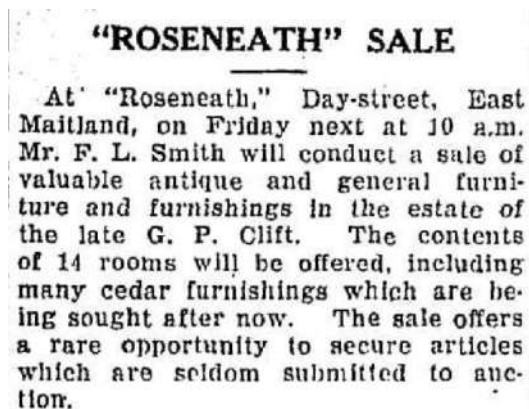 "ROSENEATH" SALE
At "Roseneath," Day-street, East
Maitland, on Friday next at 10 a.m.
Mr. F. L. Smith will conduct a sale of
valuable antique and general furni-
ture and furnishings in the estate of
the late G. P. Clift. The contents
of 14 rooms will be offered, including
many cedar furnishings which are be-
ing sought after now. The sale offers
a rare opportunity to secure articles
which are seldom submitted to auc-
tion.